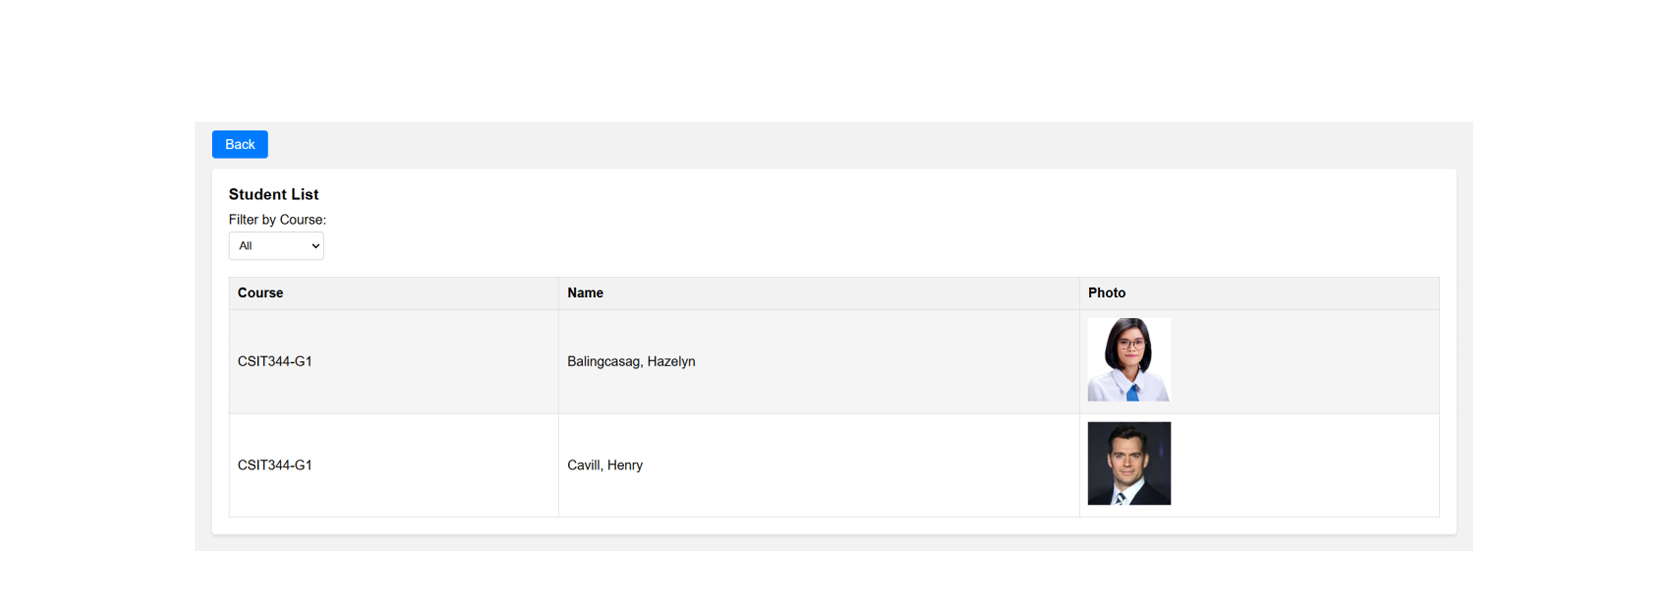 Back
Student List
Filter by Course:
All
Course Name Photo
CSIT344-G1 Balingcasag, Hazelyn
CSIT344-G1 Cavill, Henry